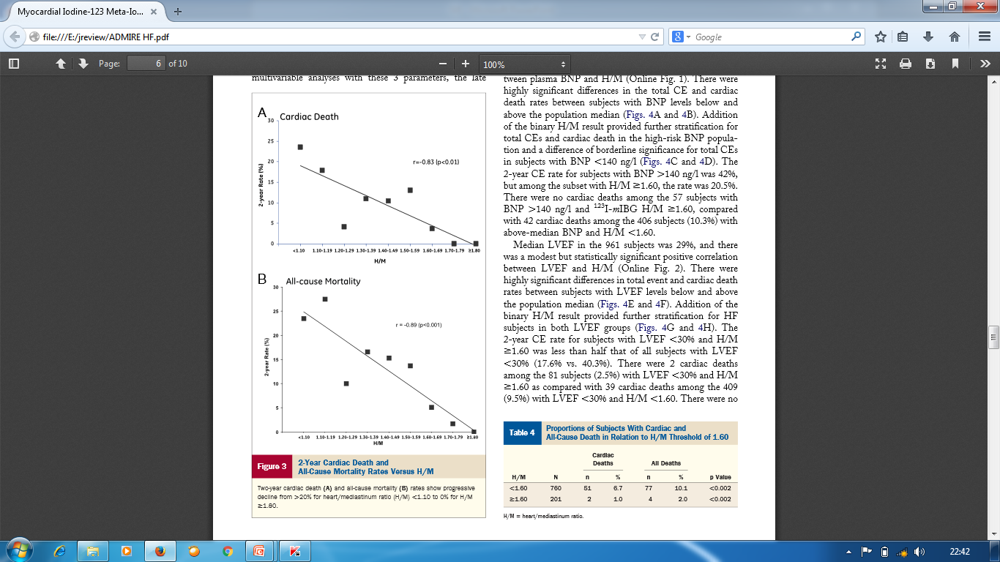 Myocardial Iodine-123 Meta-Io...
file:///E:/jreview/ADMIRE HF.pdf
Google
Page: 6 of 10
100%
multivariable analyses with these 3 parameters, the late
A
Cardiac Death
30
25
20
15
10
5
0
2-year Rate (%)
r=-0.83 (p<0.01)
<1.10 1.10-1.19 1.20-1.29 1.30-1.39 1.40-1.49 1.50-1.59 1.60-1.69 1.70-1.79 ≥1.80
H/M
B
All-cause Mortality
30
25
20
15
10
5
0
2-year Rate (%)
r = -0.89 (p<0.001)
<1.10 1.10-1.19 1.20-1.29 1.30-1.39 1.40-1.49 1.50-1.59 1.60-1.69 1.70-1.79 ≥1.80
H/M
Figure 3
2-Year Cardiac Death and
All-Cause Mortality Rates Versus H/M
Two-year cardiac death (A) and all-cause mortality (B) rates show progressive
decline from >20% for heart/mediastinum ratio (H/M) <1.10 to 0% for H/M
≥1.80.
tween plasma BNP and H/M (Online Fig. 1). There were
highly significant differences in the total CE and cardiac
death rates between subjects with BNP levels below and
above the population median (Figs. 4A and 4B). Addition
of the binary H/M result provided further stratification for
total CEs and cardiac death in the high-risk BNP popula-
tion and a difference of borderline significance for total CEs
in subjects with BNP <140 ng/l (Figs. 4C and 4D). The
2-year CE rate for subjects with BNP >140 ng/l was 42%,
but among the subset with H/M ≥1.60, the rate was 20.5%.
There were no cardiac deaths among the 57 subjects with
BNP >140 ng/l and 123I-mIBG H/M ≥1.60, compared
with 42 cardiac deaths among the 406 subjects (10.3%) with
above-median BNP and H/M <1.60.
Median LVEF in the 961 subjects was 29%, and there
was a modest but statistically significant positive correlation
between LVEF and H/M (Online Fig. 2). There were
highly significant differences in total event and cardiac death
rates between subjects with LVEF levels below and above
the population median (Figs. 4E and 4F). Addition of the
binary H/M result provided further stratification for HF
subjects in both LVEF groups (Figs. 4G and 4H). The
2-year CE rate for subjects with LVEF <30% and H/M
≥1.60 was less than half that of all subjects with LVEF
<30% (17.6% vs. 40.3%). There were 2 cardiac deaths
among the 81 subjects (2.5%) with LVEF <30% and H/M
≥1.60 as compared with 39 cardiac deaths among the 409
(9.5%) with LVEF <30% and H/M <1.60. There were no
Table 4
Proportions of Subjects With Cardiac and
All-Cause Death in Relation to H/M Threshold of 1.60
Cardiac
Deaths All Deaths
H/M N n % n % p Value
<1.60 760 51 6.7 77 10.1 <0.002
≥1.60 201 2 1.0 4 2.0 <0.002
H/M = heart/mediastinum ratio.
22:42